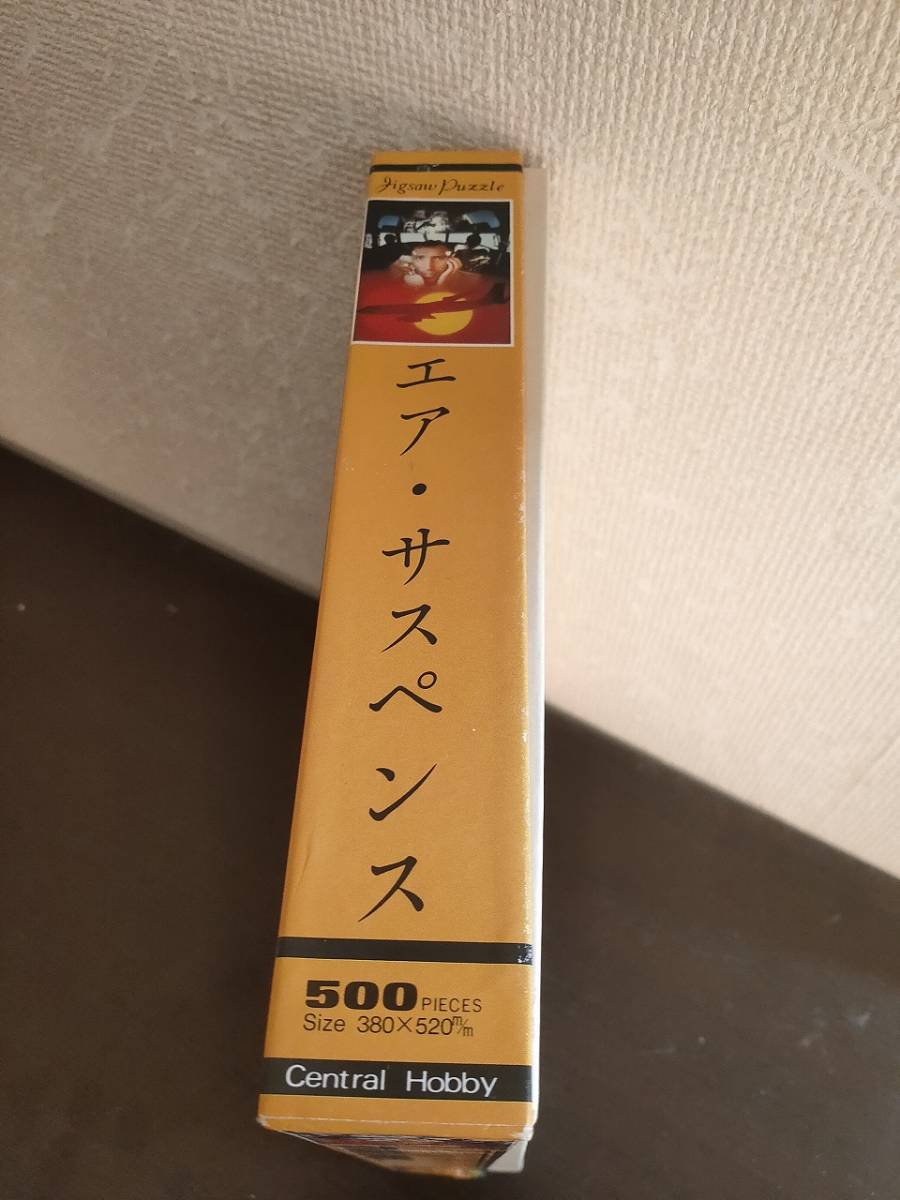 Jigsaw Puzzle
エア・サスペンス
500 PIECES
Size 380×520m/m
Central Hobby